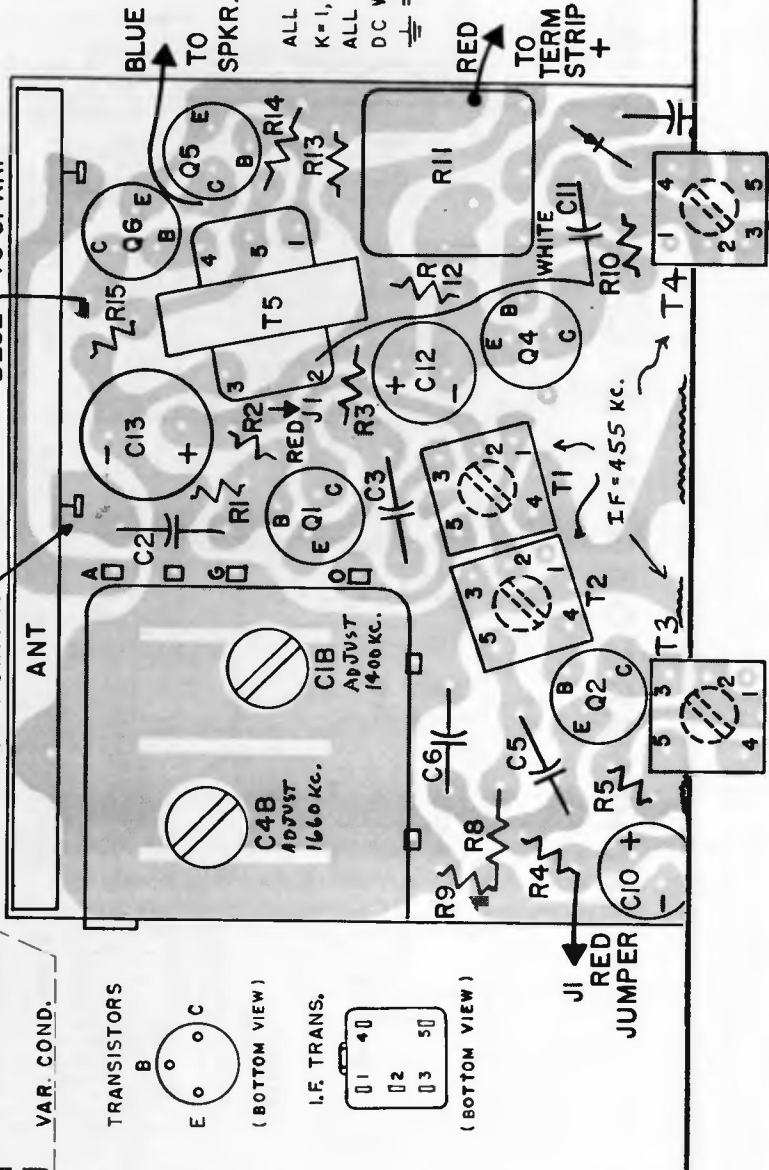 VAR. COND.
TRANSISTORS
B
E
C
(BOTTOM VIEW)
I.F. TRANS.
1
4
2
3
5
(BOTTOM VIEW)
ANT
C4B
ADJUST
1660 KC.
C1B
ADJUST
1400 KC.
A
G
O
C2
C13
-
+
R15
C
Q6
E
B
Q5
E
C
B
BLUE
TO
SPKR.
ALL
K=1,
ALL
DC
R1
R2
RED
J1
3
2
T5
4
5
1
R14
R13
B
Q1
E
C
R3
C3
+
C12
-
R
12
R11
RED
TO
TERM
STRIP
+
C6
C5
R9
R8
R4
R5
J1
RED
JUMPER
C10
+
-
B
E
Q2
C
5
3
2
4
1
T2
5
3
2
4
1
T1
E
B
Q4
C
WHITE
C11
R10
IF=455 KC.
T3
5
3
2
4
1
T4
1
4
2
1
3
5